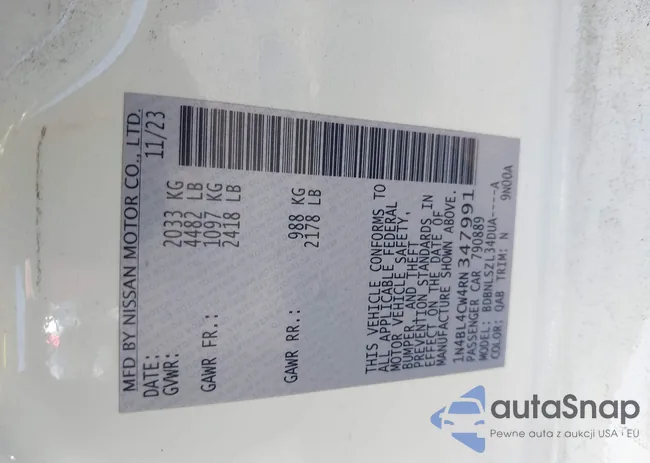 MFD BY NISSAN MOTOR CO., LTD.
DATE: 11/23
GVWR: 2033 KG
4482 LB
GAWR FR.: 1097 KG
2418 LB
GAWR RR.: 988 KG
2178 LB
THIS VEHICLE CONFORMS TO
ALL APPLICABLE FEDERAL
MOTOR VEHICLE SAFETY,
BUMPER, AND THEFT
PREVENTION STANDARDS IN
EFFECT ON THE DATE OF
MANUFACTURE SHOWN ABOVE.
1N4BL4CW4RN347991
PASSENGER CAR 790889
MODEL: BDBNLSZL34DUA----A
COLOR: QAB TRIM: N 9N00A
autaSnap
Pewne auta z aukcji USA i EU